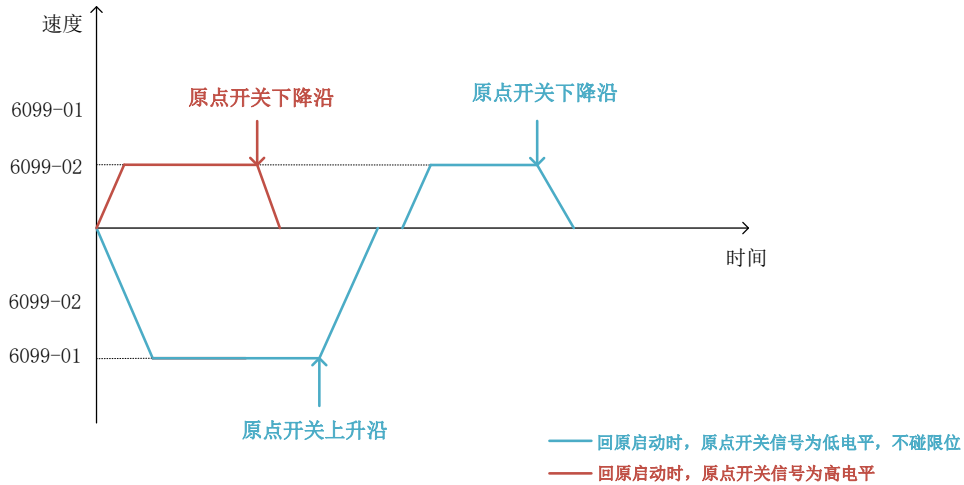 速度
原点开关下降沿
原点开关下降沿
6099-01
6099-02
时间
6099-02
6099-01
原点开关上升沿
回原启动时，原点开关信号为低电平，不碰限位
回原启动时，原点开关信号为高电平